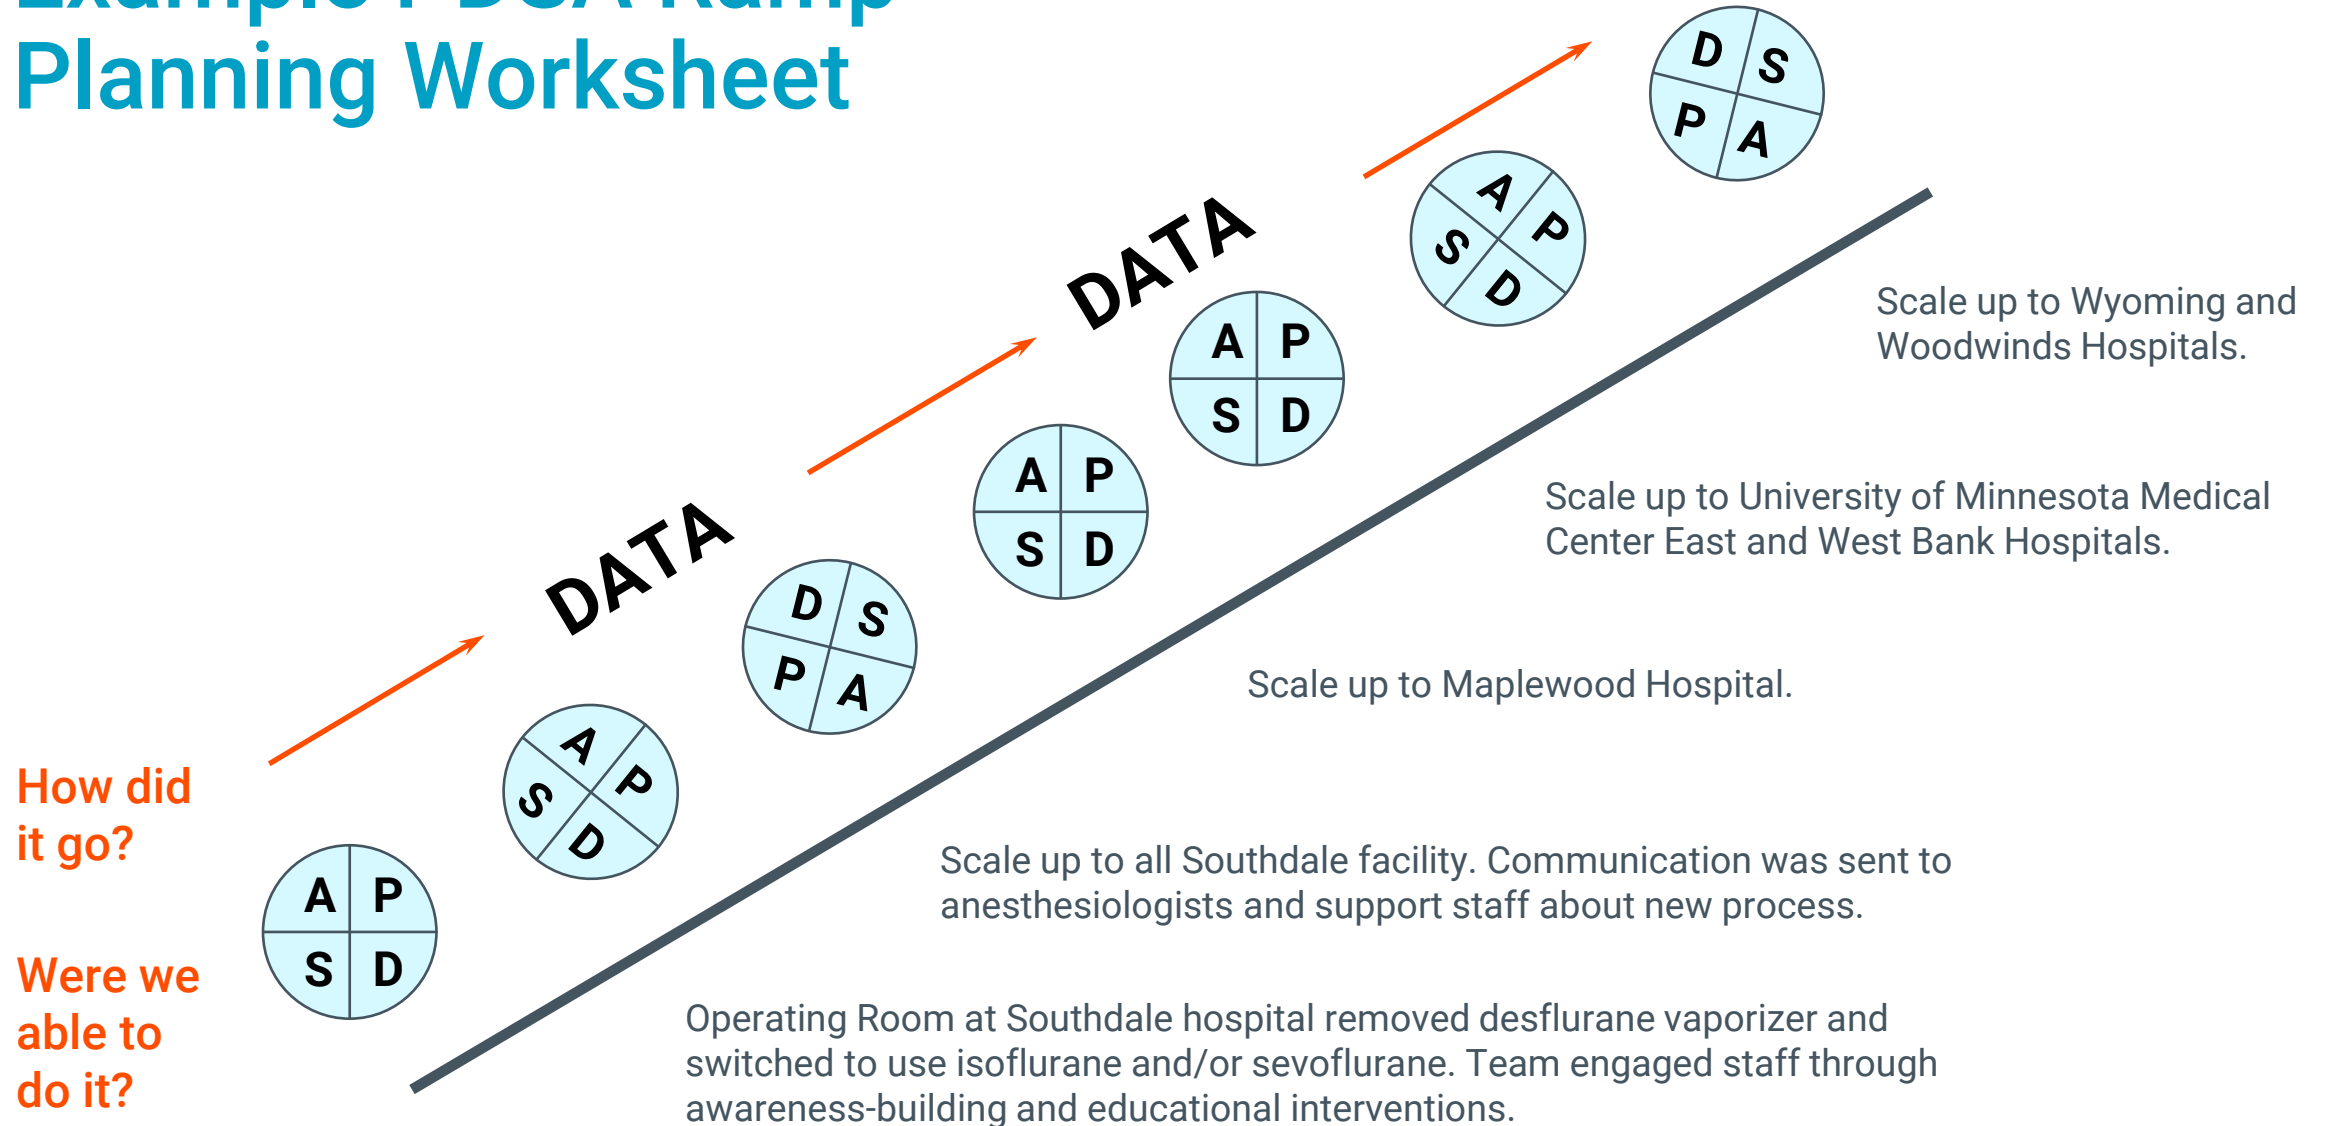 Example PDSA Ramp
Planning Worksheet
D S
P A
A P
S D
DATA
A P
S D
Scale up to Wyoming and
Woodwinds Hospitals.
A P
S D
Scale up to University of Minnesota Medical
Center East and West Bank Hospitals.
DATA
D S
P A
Scale up to Maplewood Hospital.
A P
S D
How did
it go?
A P
S D
Scale up to all Southdale facility. Communication was sent to
anesthesiologists and support staff about new process.
Were we
able to
do it?
Operating Room at Southdale hospital removed desflurane vaporizer and
switched to use isoflurane and/or sevoflurane. Team engaged staff through
awareness-building and educational interventions.